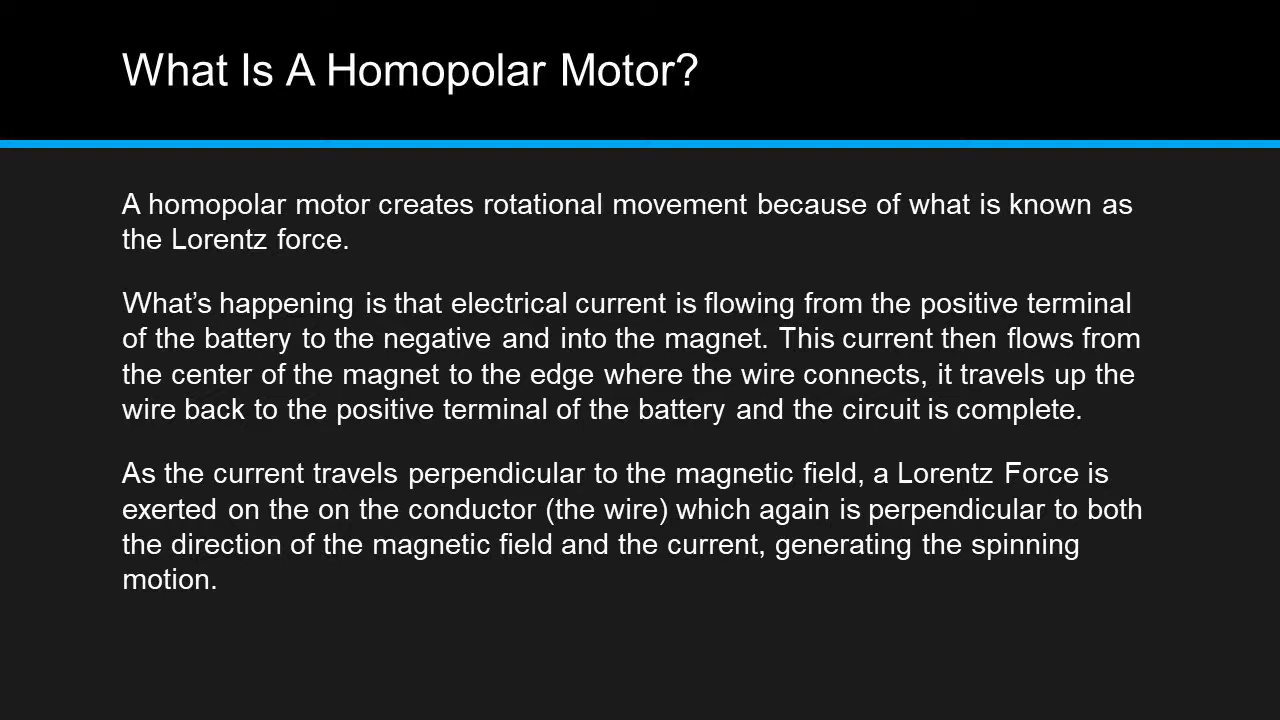 What Is A Homopolar Motor?
A homopolar motor creates rotational movement because of what is known as
the Lorentz force.
What’s happening is that electrical current is flowing from the positive terminal
of the battery to the negative and into the magnet. This current then flows from
the center of the magnet to the edge where the wire connects, it travels up the
wire back to the positive terminal of the battery and the circuit is complete.
As the current travels perpendicular to the magnetic field, a Lorentz Force is
exerted on the on the conductor (the wire) which again is perpendicular to both
the direction of the magnetic field and the current, generating the spinning
motion.